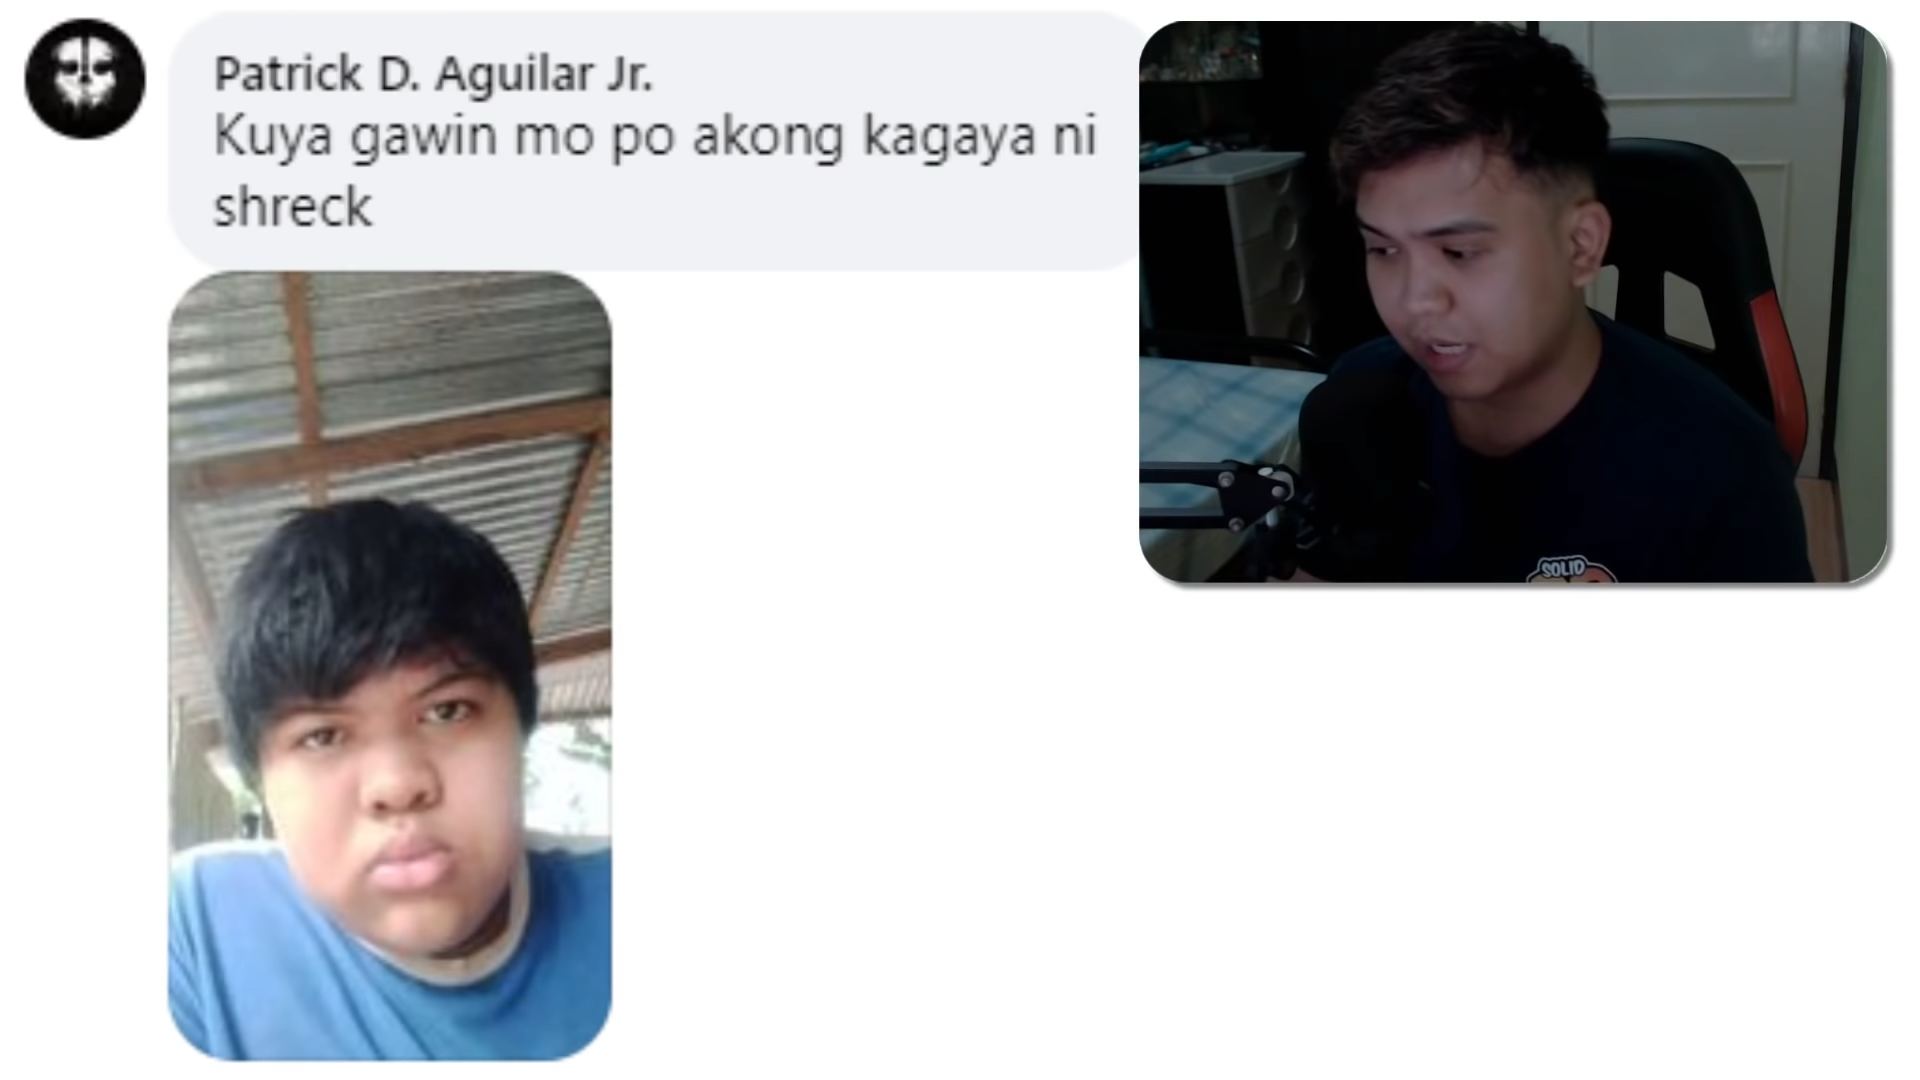 Patrick D. Aguilar Jr.
Kuya gawin mo po akong kagaya ni
shreck
SOLID